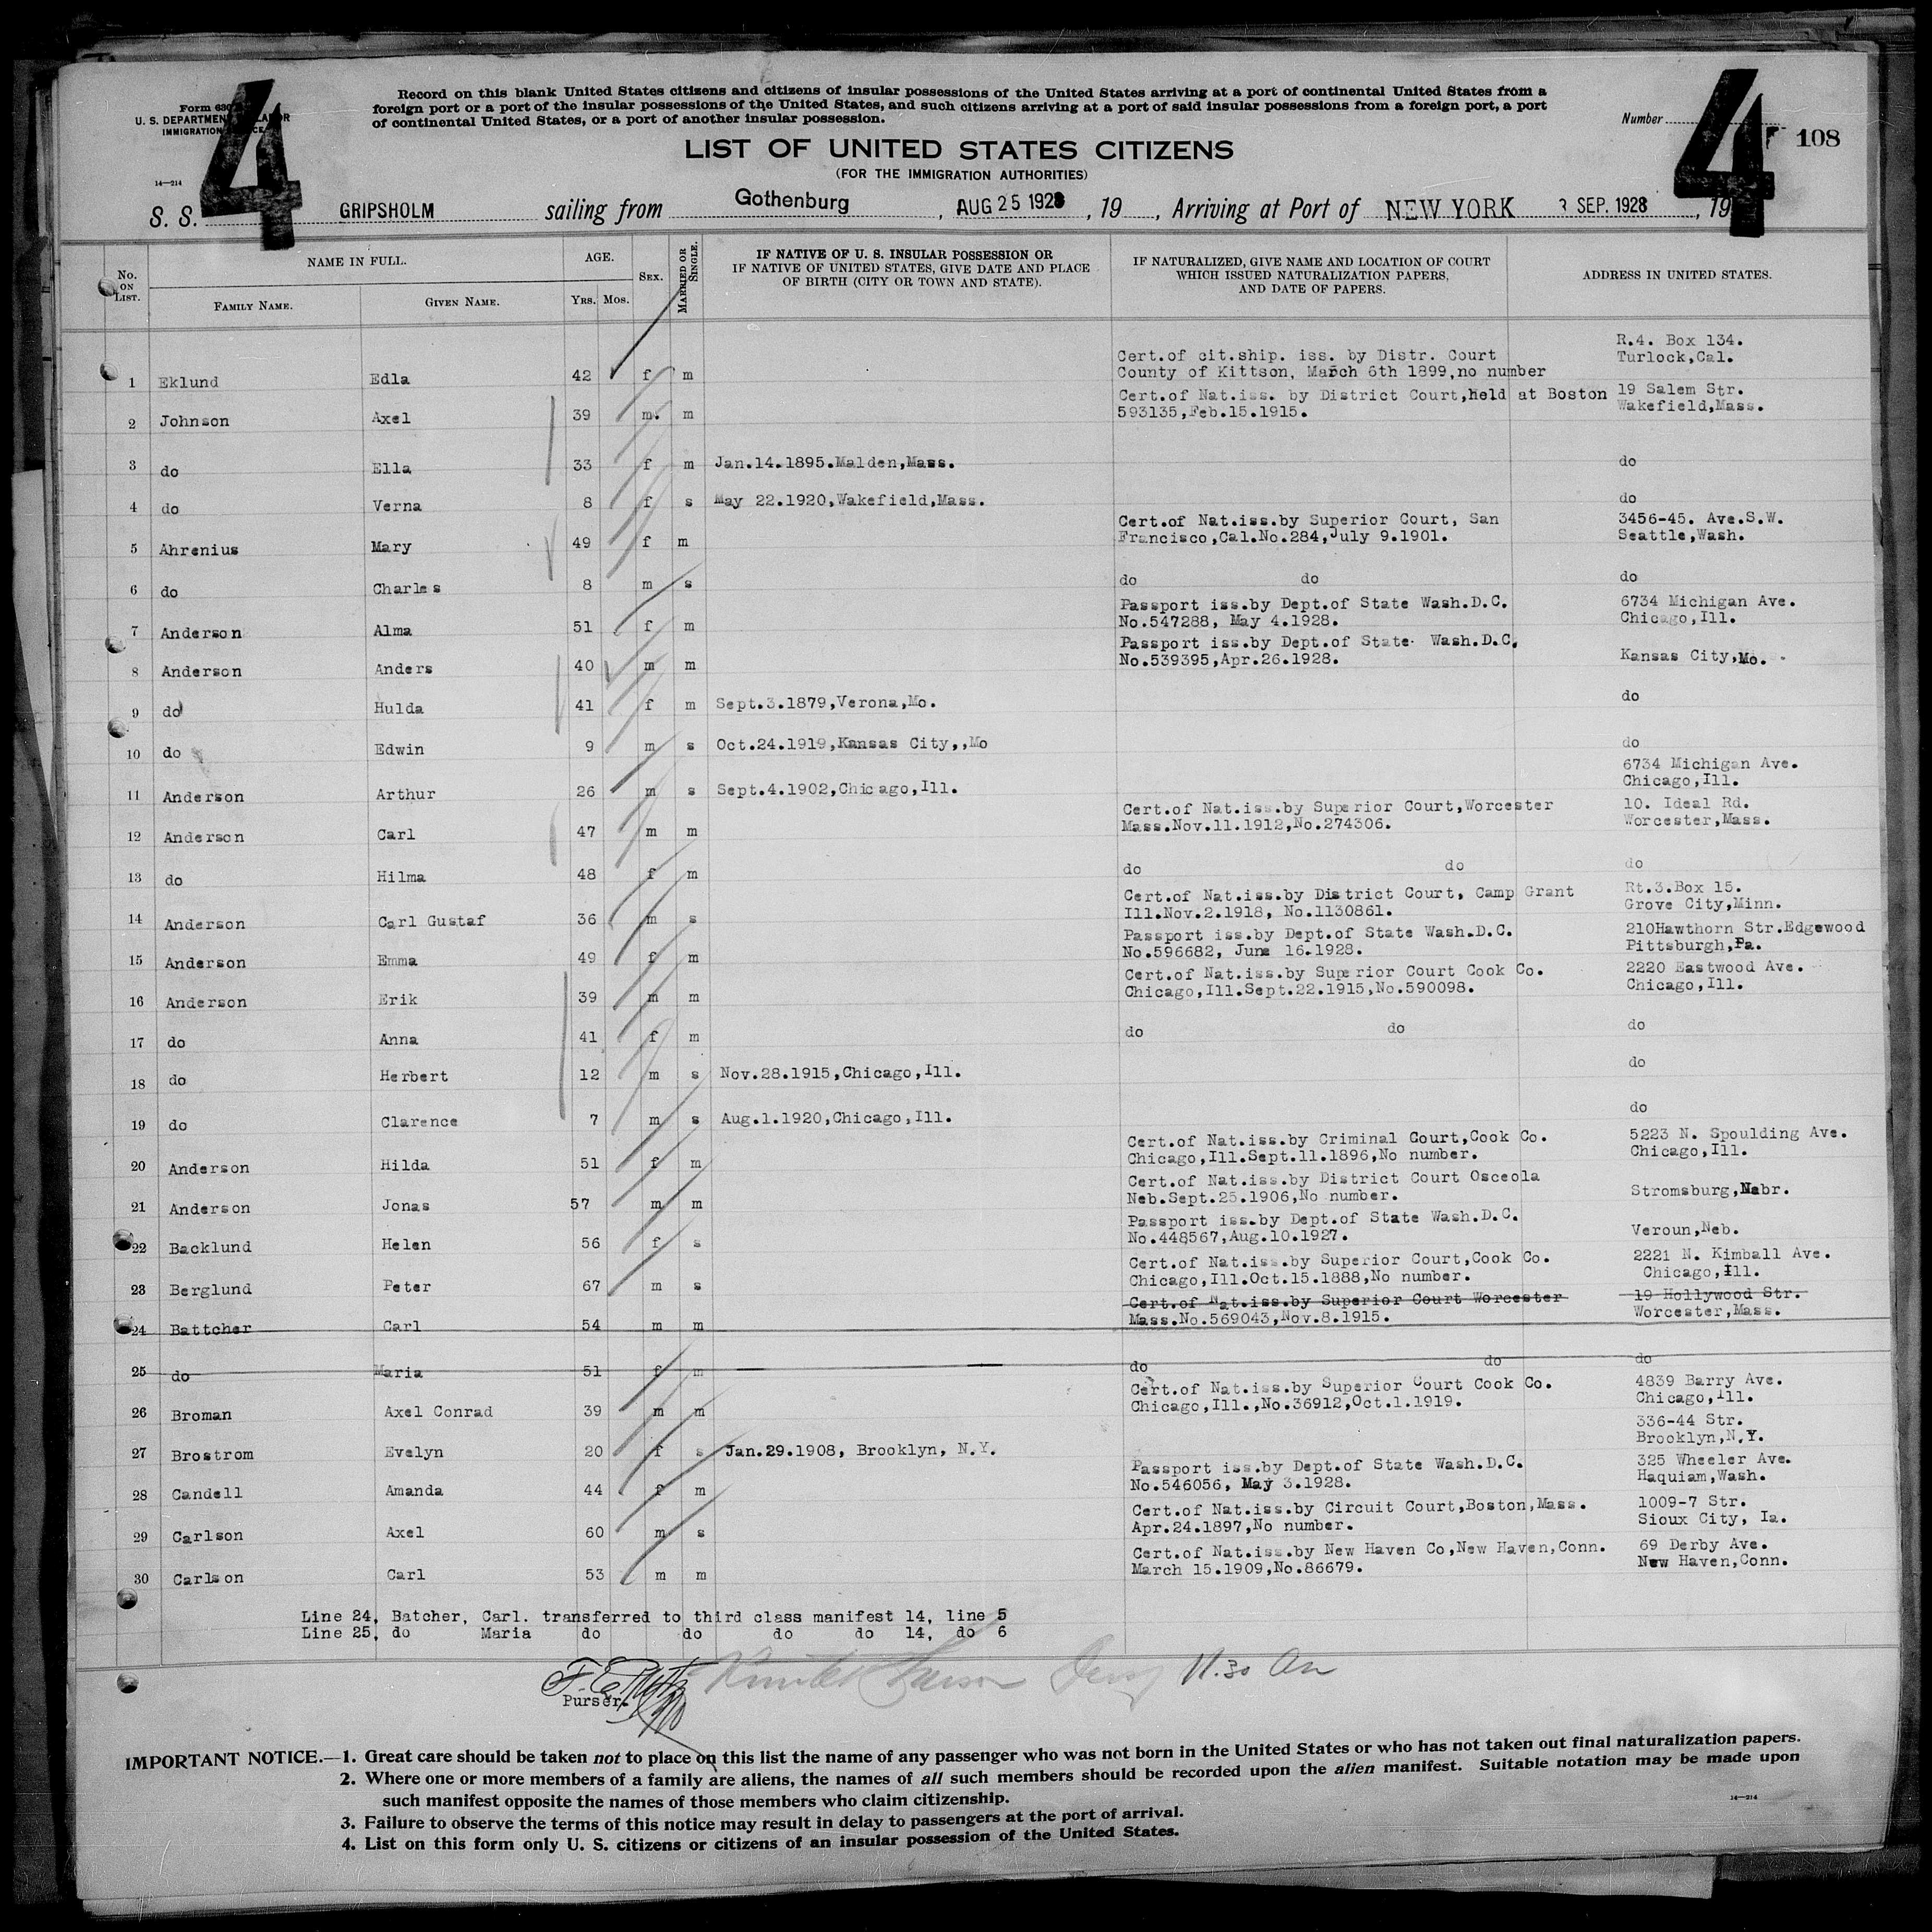 4
4
Form 630
U. S. DEPARTMENT LABOR
IMMIGRATION SERVICE
14—214
Record on this blank United States citizens and citizens of insular possessions of the United States arriving at a port of continental United States from a
foreign port or a port of the insular possessions of the United States, and such citizens arriving at a port of said insular possessions from a foreign port, a port
of continental United States, or a port of another insular possession.
Number
108
LIST OF UNITED STATES CITIZENS
(FOR THE IMMIGRATION AUTHORITIES)
S. S. GRIPSHOLM sailing from Gothenburg, AUG 25 1928, 19 , Arriving at Port of NEW YORK 3 SEP. 1928, 19
No. ON LIST.
NAME IN FULL.
FAMILY NAME. GIVEN NAME.
AGE.
YRS. MOS.
SEX.
MARRIED OR SINGLE.
IF NATIVE OF U. S. INSULAR POSSESSION OR
IF NATIVE OF UNITED STATES, GIVE DATE AND PLACE
OF BIRTH (CITY OR TOWN AND STATE).
IF NATURALIZED, GIVE NAME AND LOCATION OF COURT
WHICH ISSUED NATURALIZATION PAPERS,
AND DATE OF PAPERS.
ADDRESS IN UNITED STATES.
R.4. Box 134.
Cert.of cit.ship. iss. by Distr. Court Turlock,Cal.
1 Eklund Edla 42 f m County of Kittson, March 6th 1899,no number
Cert.of Nat.iss. by District Court,held at Boston 19 Salem Str.
2 Johnson Axel 39 m. m 593135,Feb.15.1915. Wakefield,Mass.
3 do Ella 33 f m Jan.14.1895.Malden,Mass. do
4 do Verna 8 f s May 22.1920,Wakefield,Mass. do
Cert.of Nat.iss.by Superior Court, San 3456-45. Ave.S.W.
5 Ahrenius Mary 49 f m Francisco,Cal.No.284,July 9.1901. Seattle,Wash.
6 do Charles 8 m s do do do
Passport iss.by Dept.of State Wash.D.C. 6734 Michigan Ave.
7 Anderson Alma 51 f m No.547288, May 4.1928. Chicago,Ill.
Passport iss.by Dept.of State Wash.D.C.
8 Anderson Anders 40 m m No.539395,Apr.26.1928. Kansas City,Mo.
9 do Hulda 41 f m Sept.3.1879,Verona,Mo. do
10 do Edwin 9 m s Oct.24.1919,Kansas City,,Mo do
6734 Michigan Ave.
11 Anderson Arthur 26 m s Sept.4.1902,Chicago,Ill. Chicago,Ill.
Cert.of Nat.iss.by Superior Court,Worcester 10. Ideal Rd.
12 Anderson Carl 47 m m Mass.Nov.11.1912,No.274306. Worcester,Mass.
13 do Hilma 48 f m do do do
Cert.of Nat.iss.by District Court, Camp Grant Rt.3.Box 15.
14 Anderson Carl Gustaf 36 m s Ill.Nov.2.1918, No.1130861. Grove City,Minn.
Passport iss.by Dept.of State Wash.D.C. 210Hawthorn Str.Edgewood
15 Anderson Emma 49 f m No.596682, June 16.1928. Pittsburgh,Pa.
Cert.of Nat.iss.by Superior Court Cook Co. 2220 Eastwood Ave.
16 Anderson Erik 39 m m Chicago,Ill.Sept.22.1915,No.590098. Chicago,Ill.
17 do Anna 41 f m do do do
18 do Herbert 12 m s Nov.28.1915,Chicago,Ill. do
19 do Clarence 7 m s Aug.1.1920,Chicago,Ill. do
Cert.of Nat.iss.by Criminal Court,Cook Co. 5223 N. Spoulding Ave.
20 Anderson Hilda 51 f m Chicago,Ill.Sept.11.1896,No number. Chicago,Ill.
Cert.of Nat.iss.by District Court Osceola
21 Anderson Jonas 57 m m Neb.Sept.25.1906,No number. Stromsburg,Nabr.
Passport iss.by Dept.of State Wash.D.C.
22 Backlund Helen 56 f s No.448567,Aug.10.1927. Veroun,Neb.
Cert.of Nat.iss.by Superior Court,Cook Co. 2221 N. Kimball Ave.
23 Berglund Peter 67 m s Chicago,Ill.Oct.15.1888,No number. Chicago,Ill.
Cert.of Nat.iss.by Superior Court Worcester 19 Hollywood Str.
24 Battcher Carl 54 m m Mass.No.569043,Nov.8.1915. Worcester,Mass.
25 do Maria 51 f m do do do
Cert.of Nat.iss.by Superior Court Cook Co. 4839 Barry Ave.
26 Broman Axel Conrad 39 m m Chicago,Ill.,No.36912,Oct.1.1919. Chicago,Ill.
336-44 Str.
27 Brostrom Evelyn 20 f s Jan.29.1908, Brooklyn, N.Y. Brooklyn,N.Y.
Passport iss.by Dept.of State Wash.D.C. 325 Wheeler Ave.
28 Candell Amanda 44 f m No.546056, May 3.1928. Haquiam,Wash.
Cert.of Nat.iss.by Circuit Court,Boston,Mass. 1009-7 Str.
29 Carlson Axel 60 m s Apr.24.1897,No number. Sioux City, Ia.
Cert.of Nat.iss.by New Haven Co,New Haven,Conn. 69 Derby Ave.
30 Carlson Carl 53 m m March 15.1909,No.86679. New Haven,Conn.
Line 24, Batcher, Carl. transferred to third class manifest 14, line 5
Line 25, do Maria do do do do 14, do 6
11.30 Am
Purser.
IMPORTANT NOTICE.—1. Great care should be taken not to place on this list the name of any passenger who was not born in the United States or who has not taken out final naturalization papers.
2. Where one or more members of a family are aliens, the names of all such members should be recorded upon the alien manifest. Suitable notation may be made upon
such manifest opposite the names of those members who claim citizenship.
3. Failure to observe the terms of this notice may result in delay to passengers at the port of arrival.
4. List on this form only U. S. citizens or citizens of an insular possession of the United States.
14—214